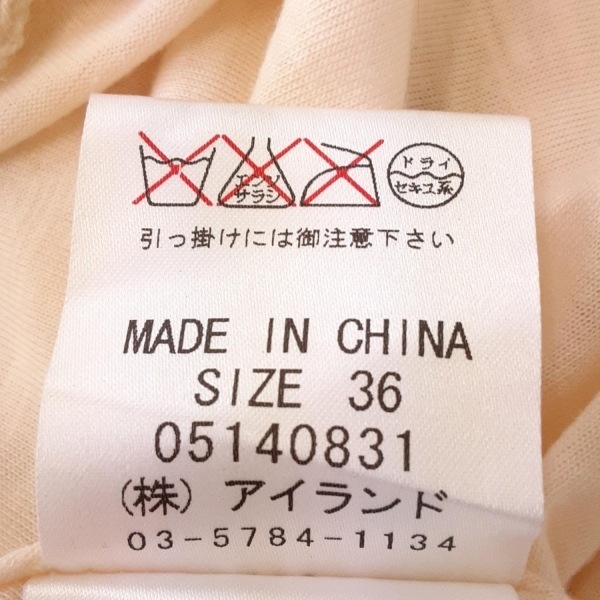 エンソ ドライ
サラシ セキユ系
引っ掛けには御注意下さい
MADE IN CHINA
SIZE 36
05140831
(株) アイランド
03-5784-1134